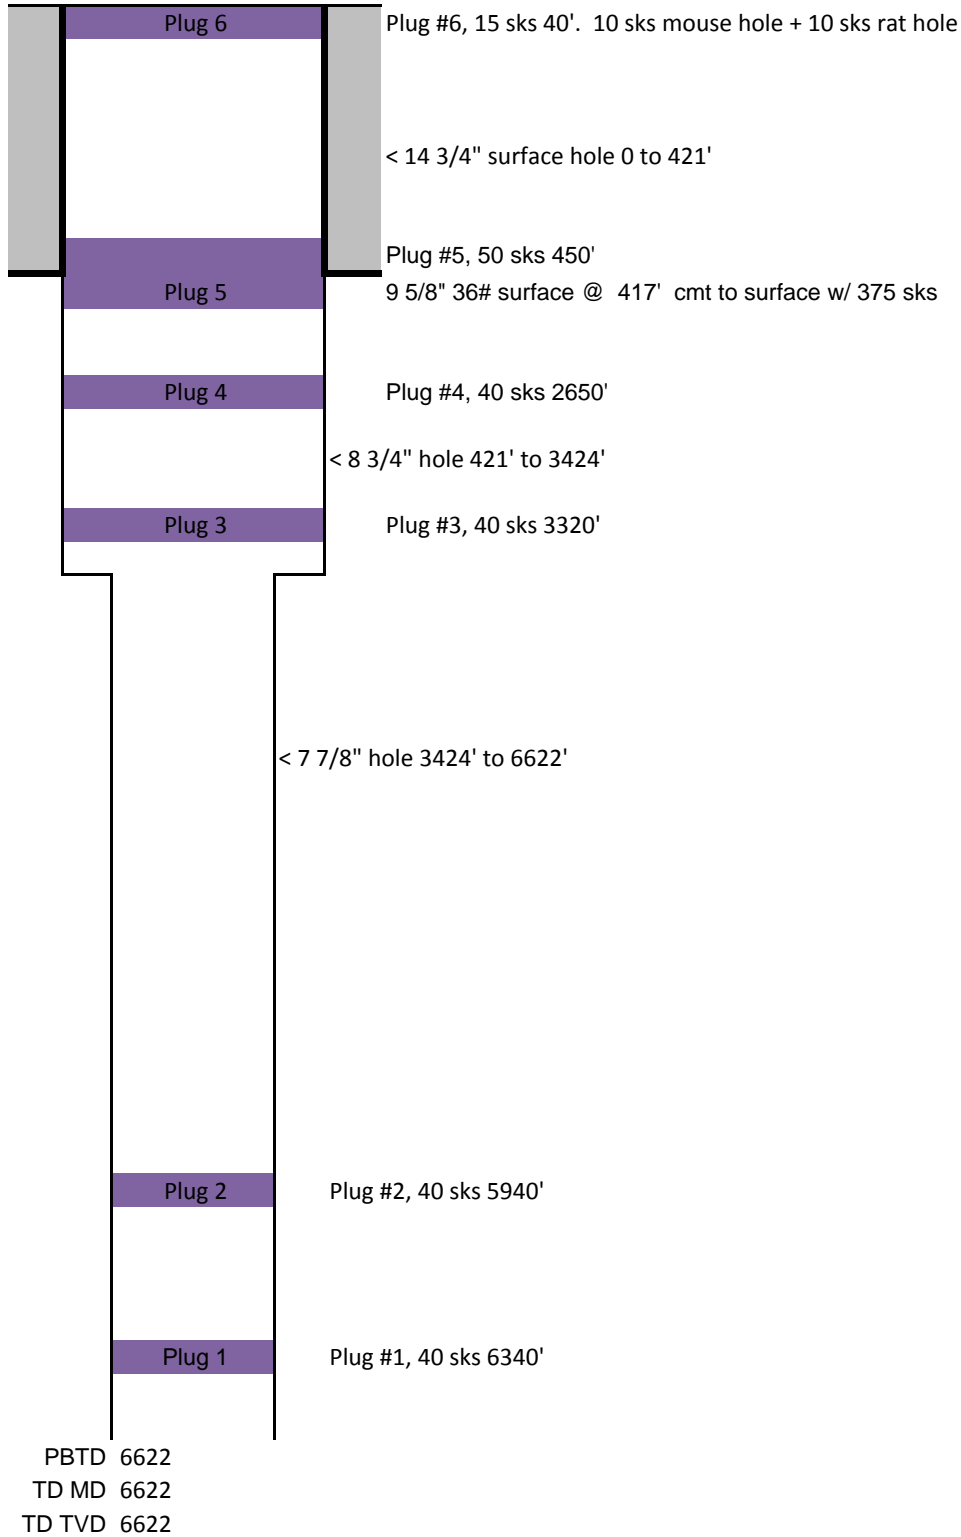 Plug 6 Plug #6, 15 sks 40'. 10 sks mouse hole + 10 sks rat hole
< 14 3/4" surface hole 0 to 421'
Plug #5, 50 sks 450'
Plug 5 9 5/8" 36# surface @ 417' cmt to surface w/ 375 sks
Plug 4 Plug #4, 40 sks 2650'
< 8 3/4" hole 421' to 3424'
Plug 3 Plug #3, 40 sks 3320'
< 7 7/8" hole 3424' to 6622'
Plug 2 Plug #2, 40 sks 5940'
Plug 1 Plug #1, 40 sks 6340'
PBTD 6622
TD MD 6622
TD TVD 6622